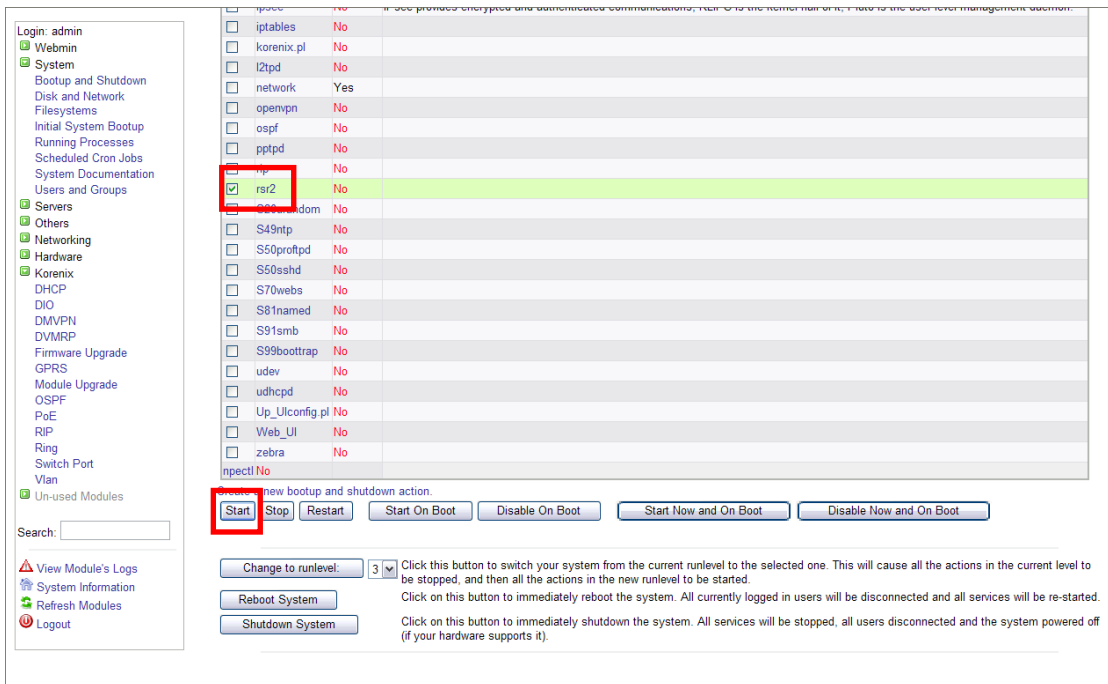 Login: admin
Webmin
System
Bootup and Shutdown
Disk and Network
Filesystems
Initial System Bootup
Running Processes
Scheduled Cron Jobs
System Documentation
Users and Groups
Servers
Others
Networking
Hardware
Korenix
DHCP
DIO
DMVPN
DVMRP
Firmware Upgrade
GPRS
Module Upgrade
OSPF
PoE
RIP
Ring
Switch Port
Vlan
Un-used Modules
Search:
View Module's Logs
System Information
Refresh Modules
Logout
iptables No
korenix.pl No
l2tpd No
network Yes
openvpn No
ospf No
pptpd No
rip No
rsr2 No
S20urandom No
S49ntp No
S50proftpd No
S50sshd No
S70webs No
S81named No
S91smb No
S99boottrap No
udev No
udhcpd No
Up_UIconfig.pl No
Web_UI No
zebra No
npectl No
Create a new bootup and shutdown action.
Start Stop Restart Start On Boot Disable On Boot Start Now and On Boot Disable Now and On Boot
Change to runlevel: 3 Click this button to switch your system from the current runlevel to the selected one. This will cause all the actions in the current level to
be stopped, and then all the actions in the new runlevel to be started.
Reboot System Click on this button to immediately reboot the system. All currently logged in users will be disconnected and all services will be re-started.
Shutdown System Click on this button to immediately shutdown the system. All services will be stopped, all users disconnected and the system powered off
(if your hardware supports it).